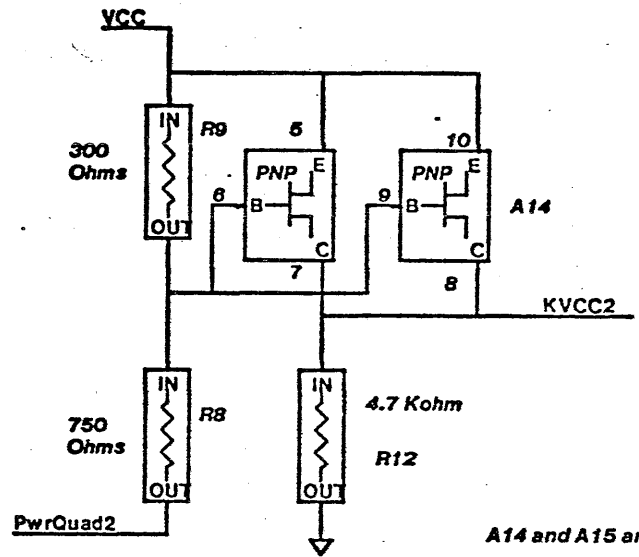 VCC
IN
R9
300
Ohms
OUT
5
PNP
E
6
B
C
7
10
PNP
E
9
B
C
8
A14
KVCC2
IN
R8
750
Ohms
OUT
IN
4.7 Kohm
R12
OUT
PwrQuad2
A14 and A15 ar